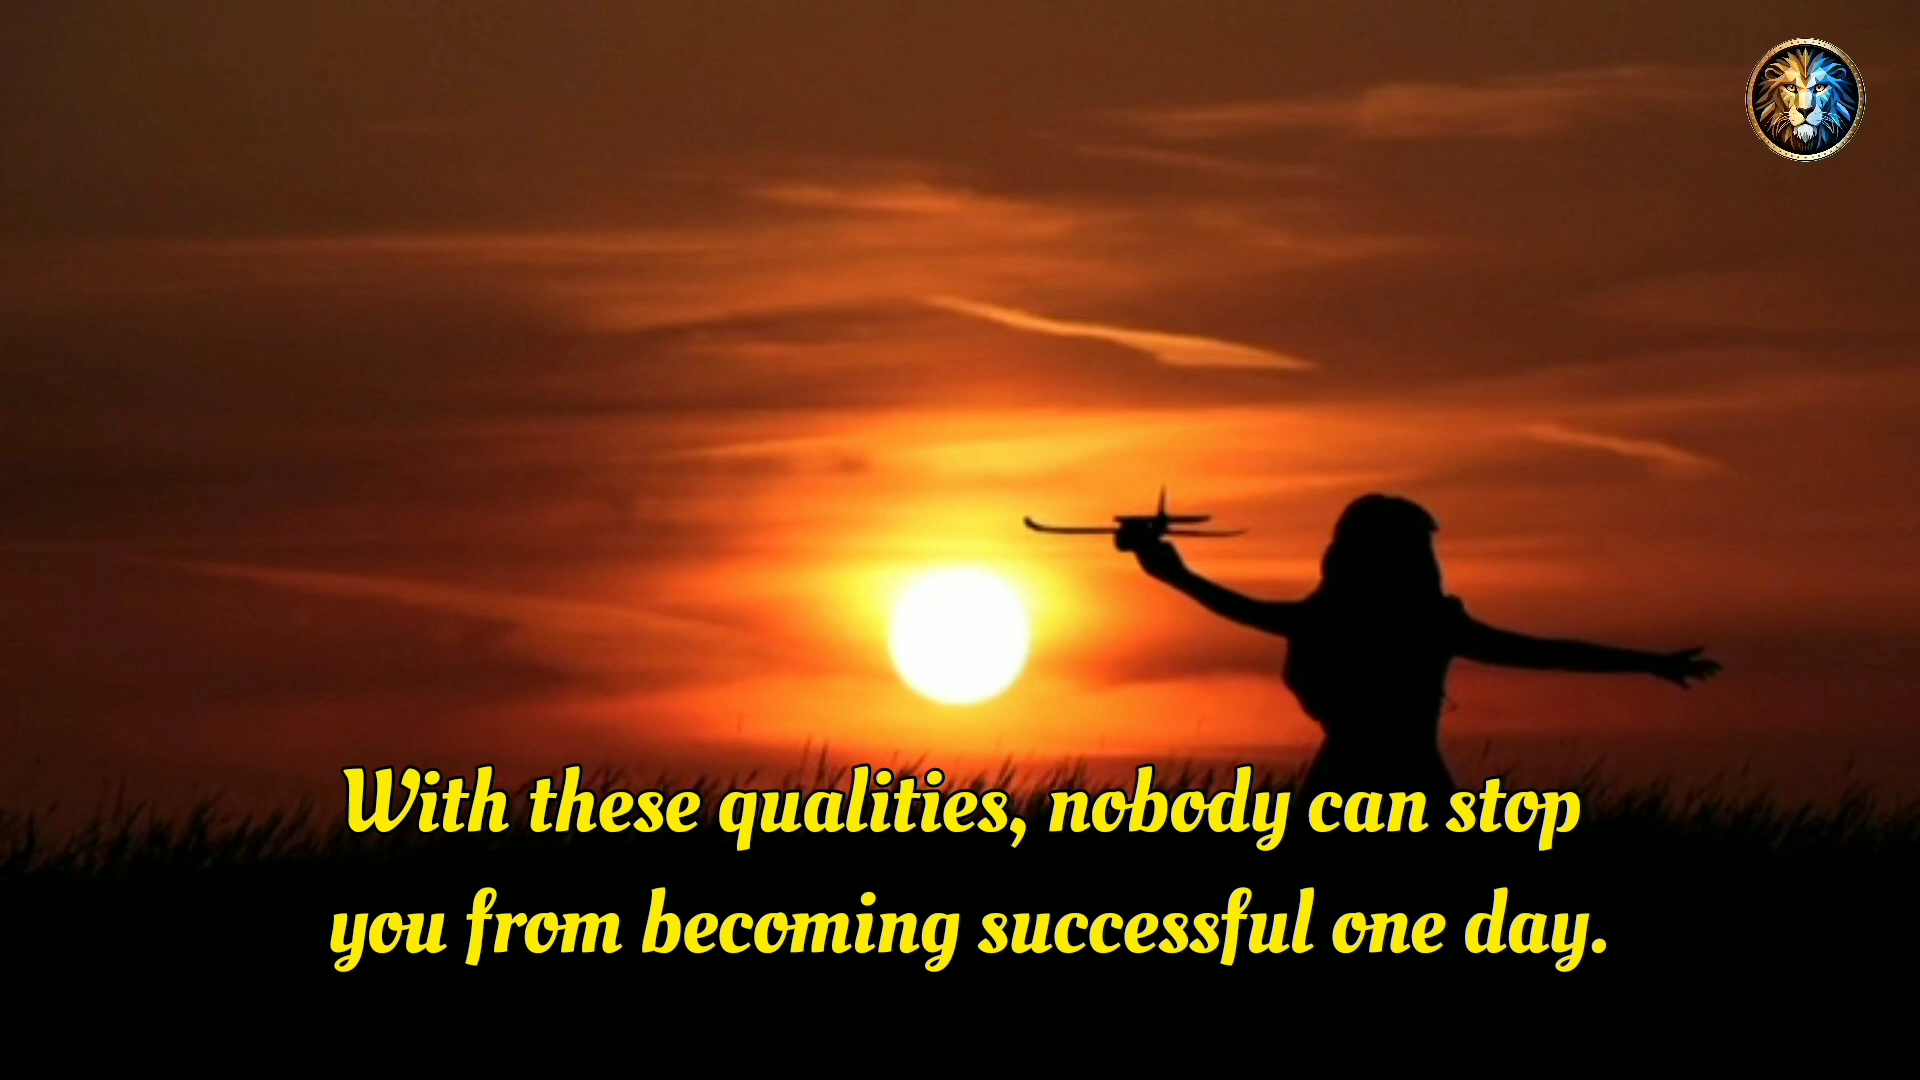 With these qualities, nobody can stop
you from becoming successful one day.